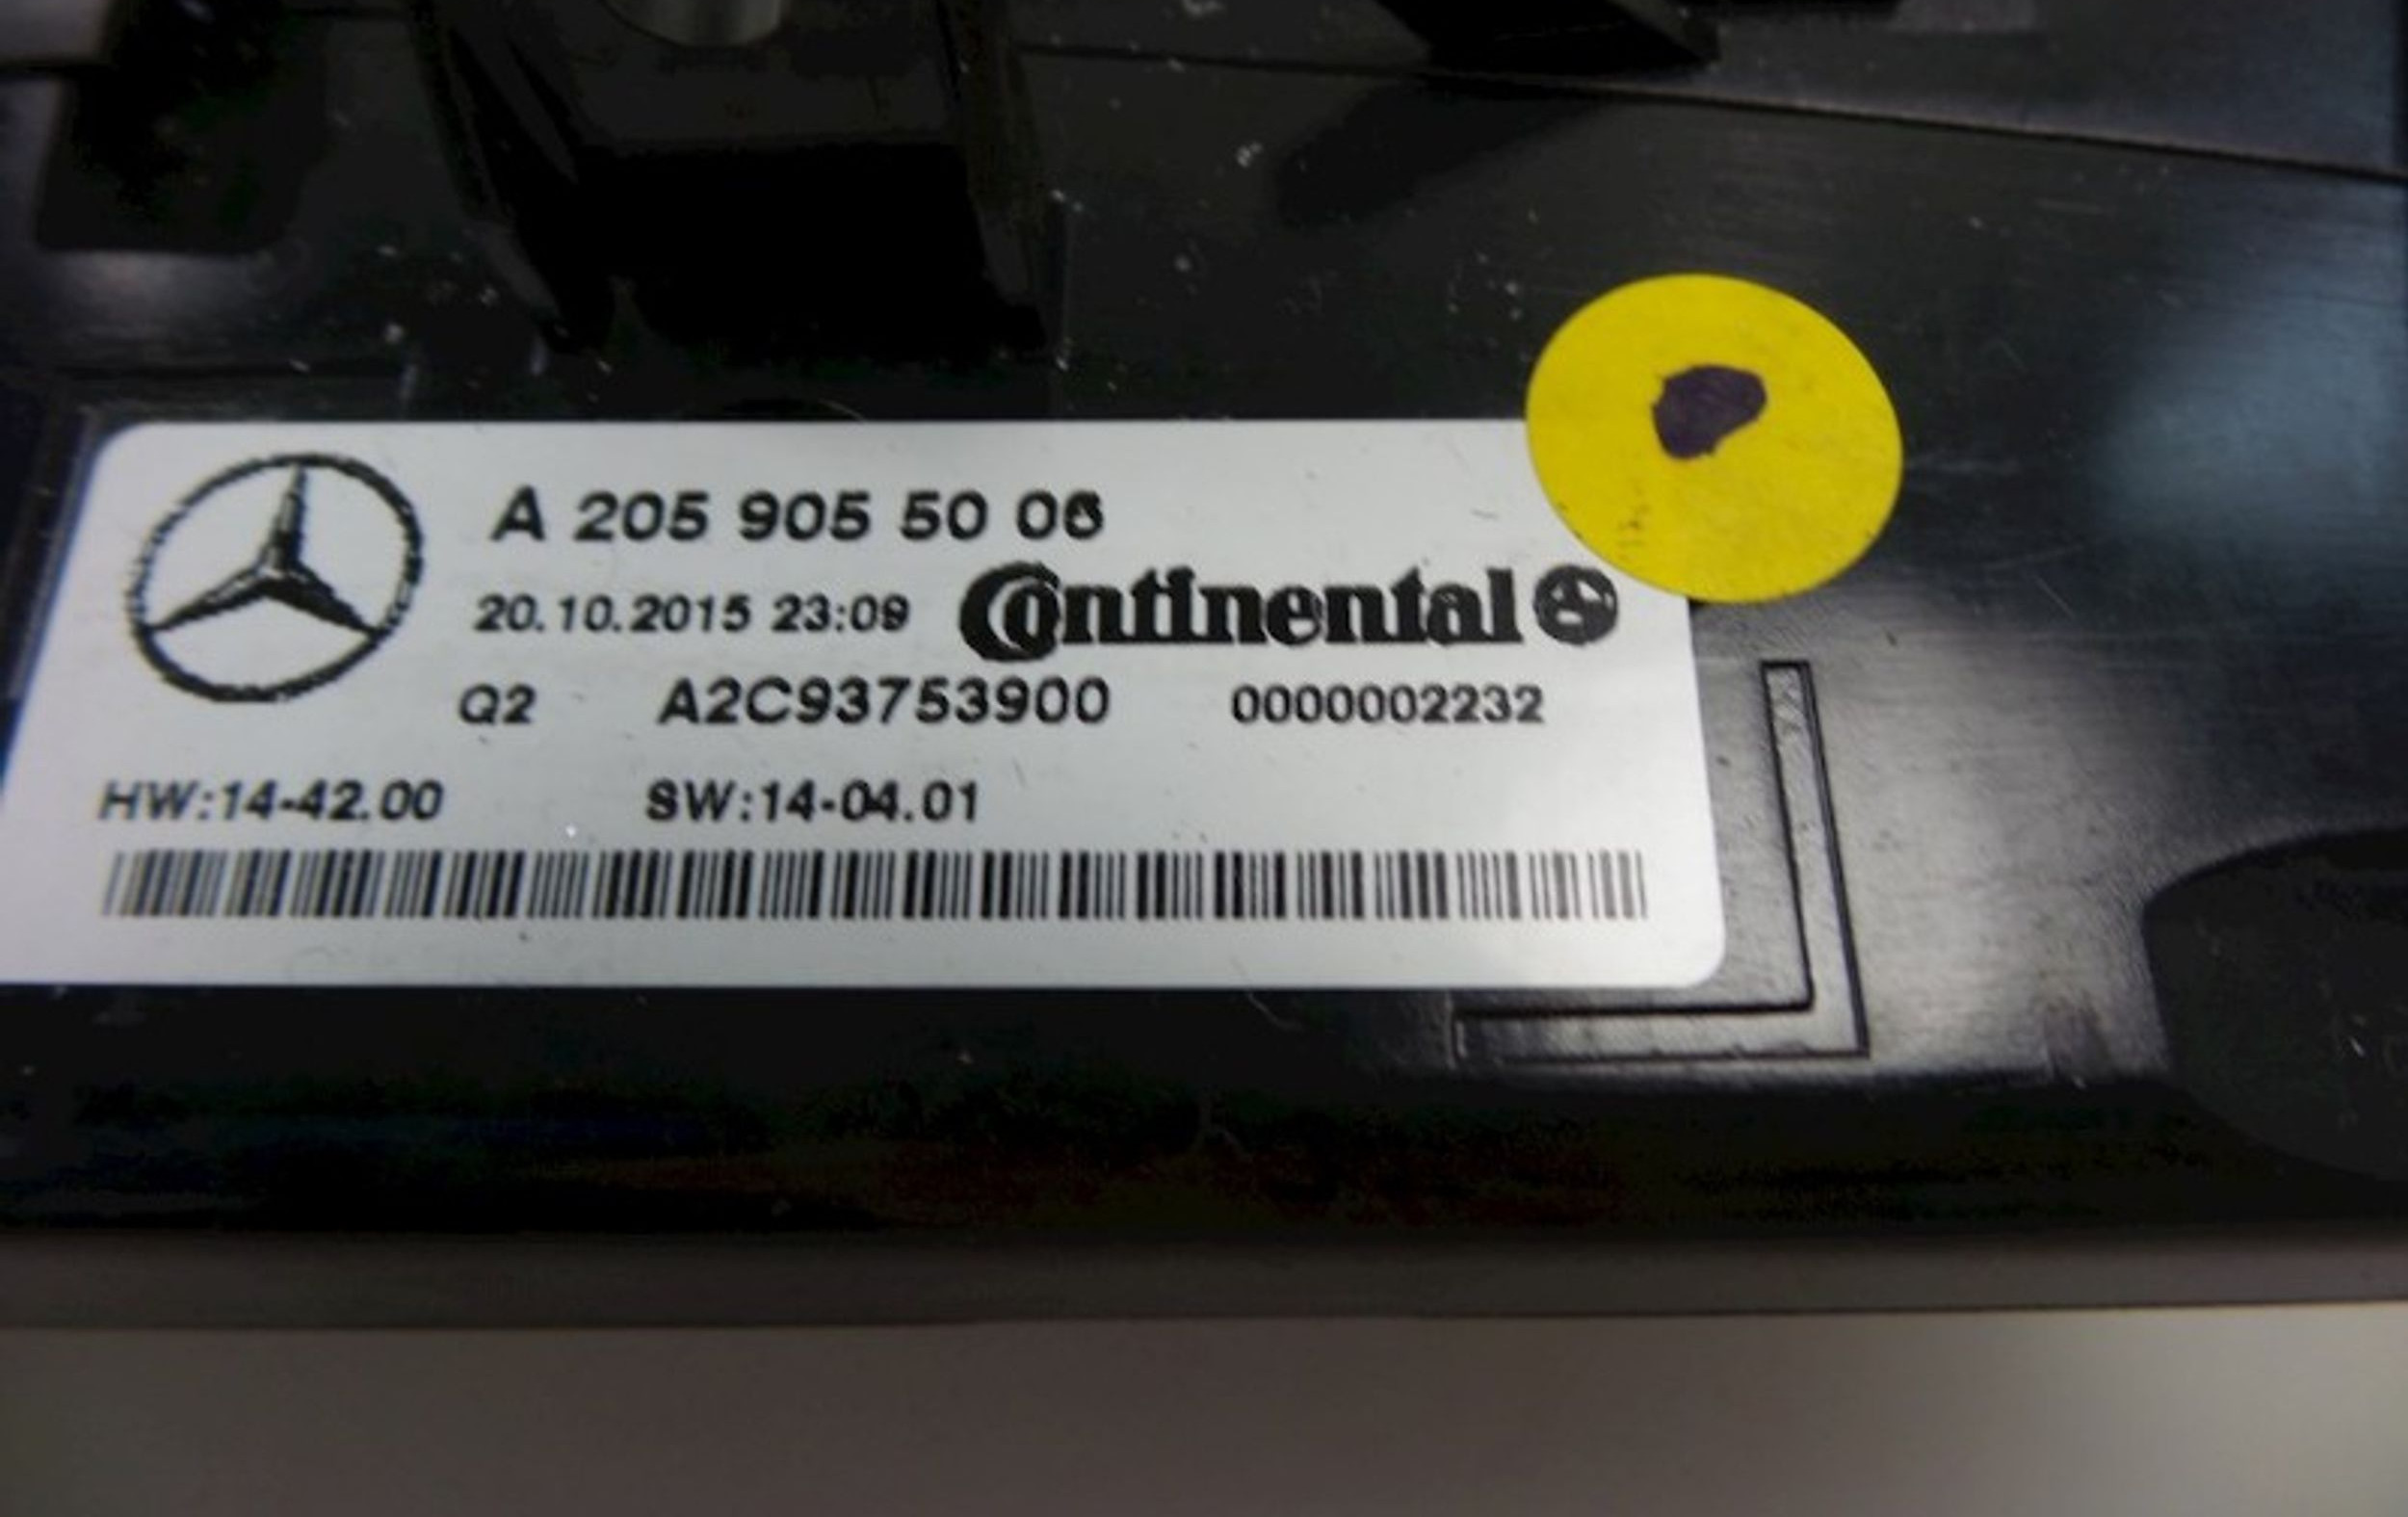 A 205 905 50 06
20.10.2015 23:09 Continental
Q2 A2C93753900 0000002232
HW:14-42.00 SW:14-04.01